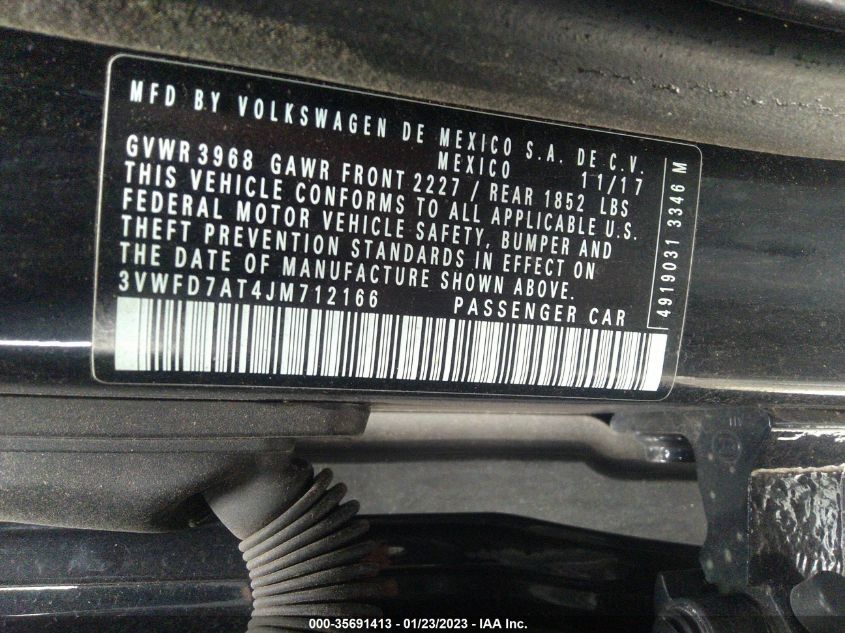 MFD BY VOLKSWAGEN DE MEXICO S.A. DE C.V.
MEXICO 11/17
GVWR 3968 GAWR FRONT 2227 / REAR 1852 LBS
THIS VEHICLE CONFORMS TO ALL APPLICABLE U.S.
FEDERAL MOTOR VEHICLE SAFETY, BUMPER AND
THEFT PREVENTION STANDARDS IN EFFECT ON
THE DATE OF MANUFACTURE SHOWN ABOVE.
3VWFD7AT4JM712166 PASSENGER CAR
4919031 3346 M
000-35691413 - 01/23/2023 - IAA Inc.